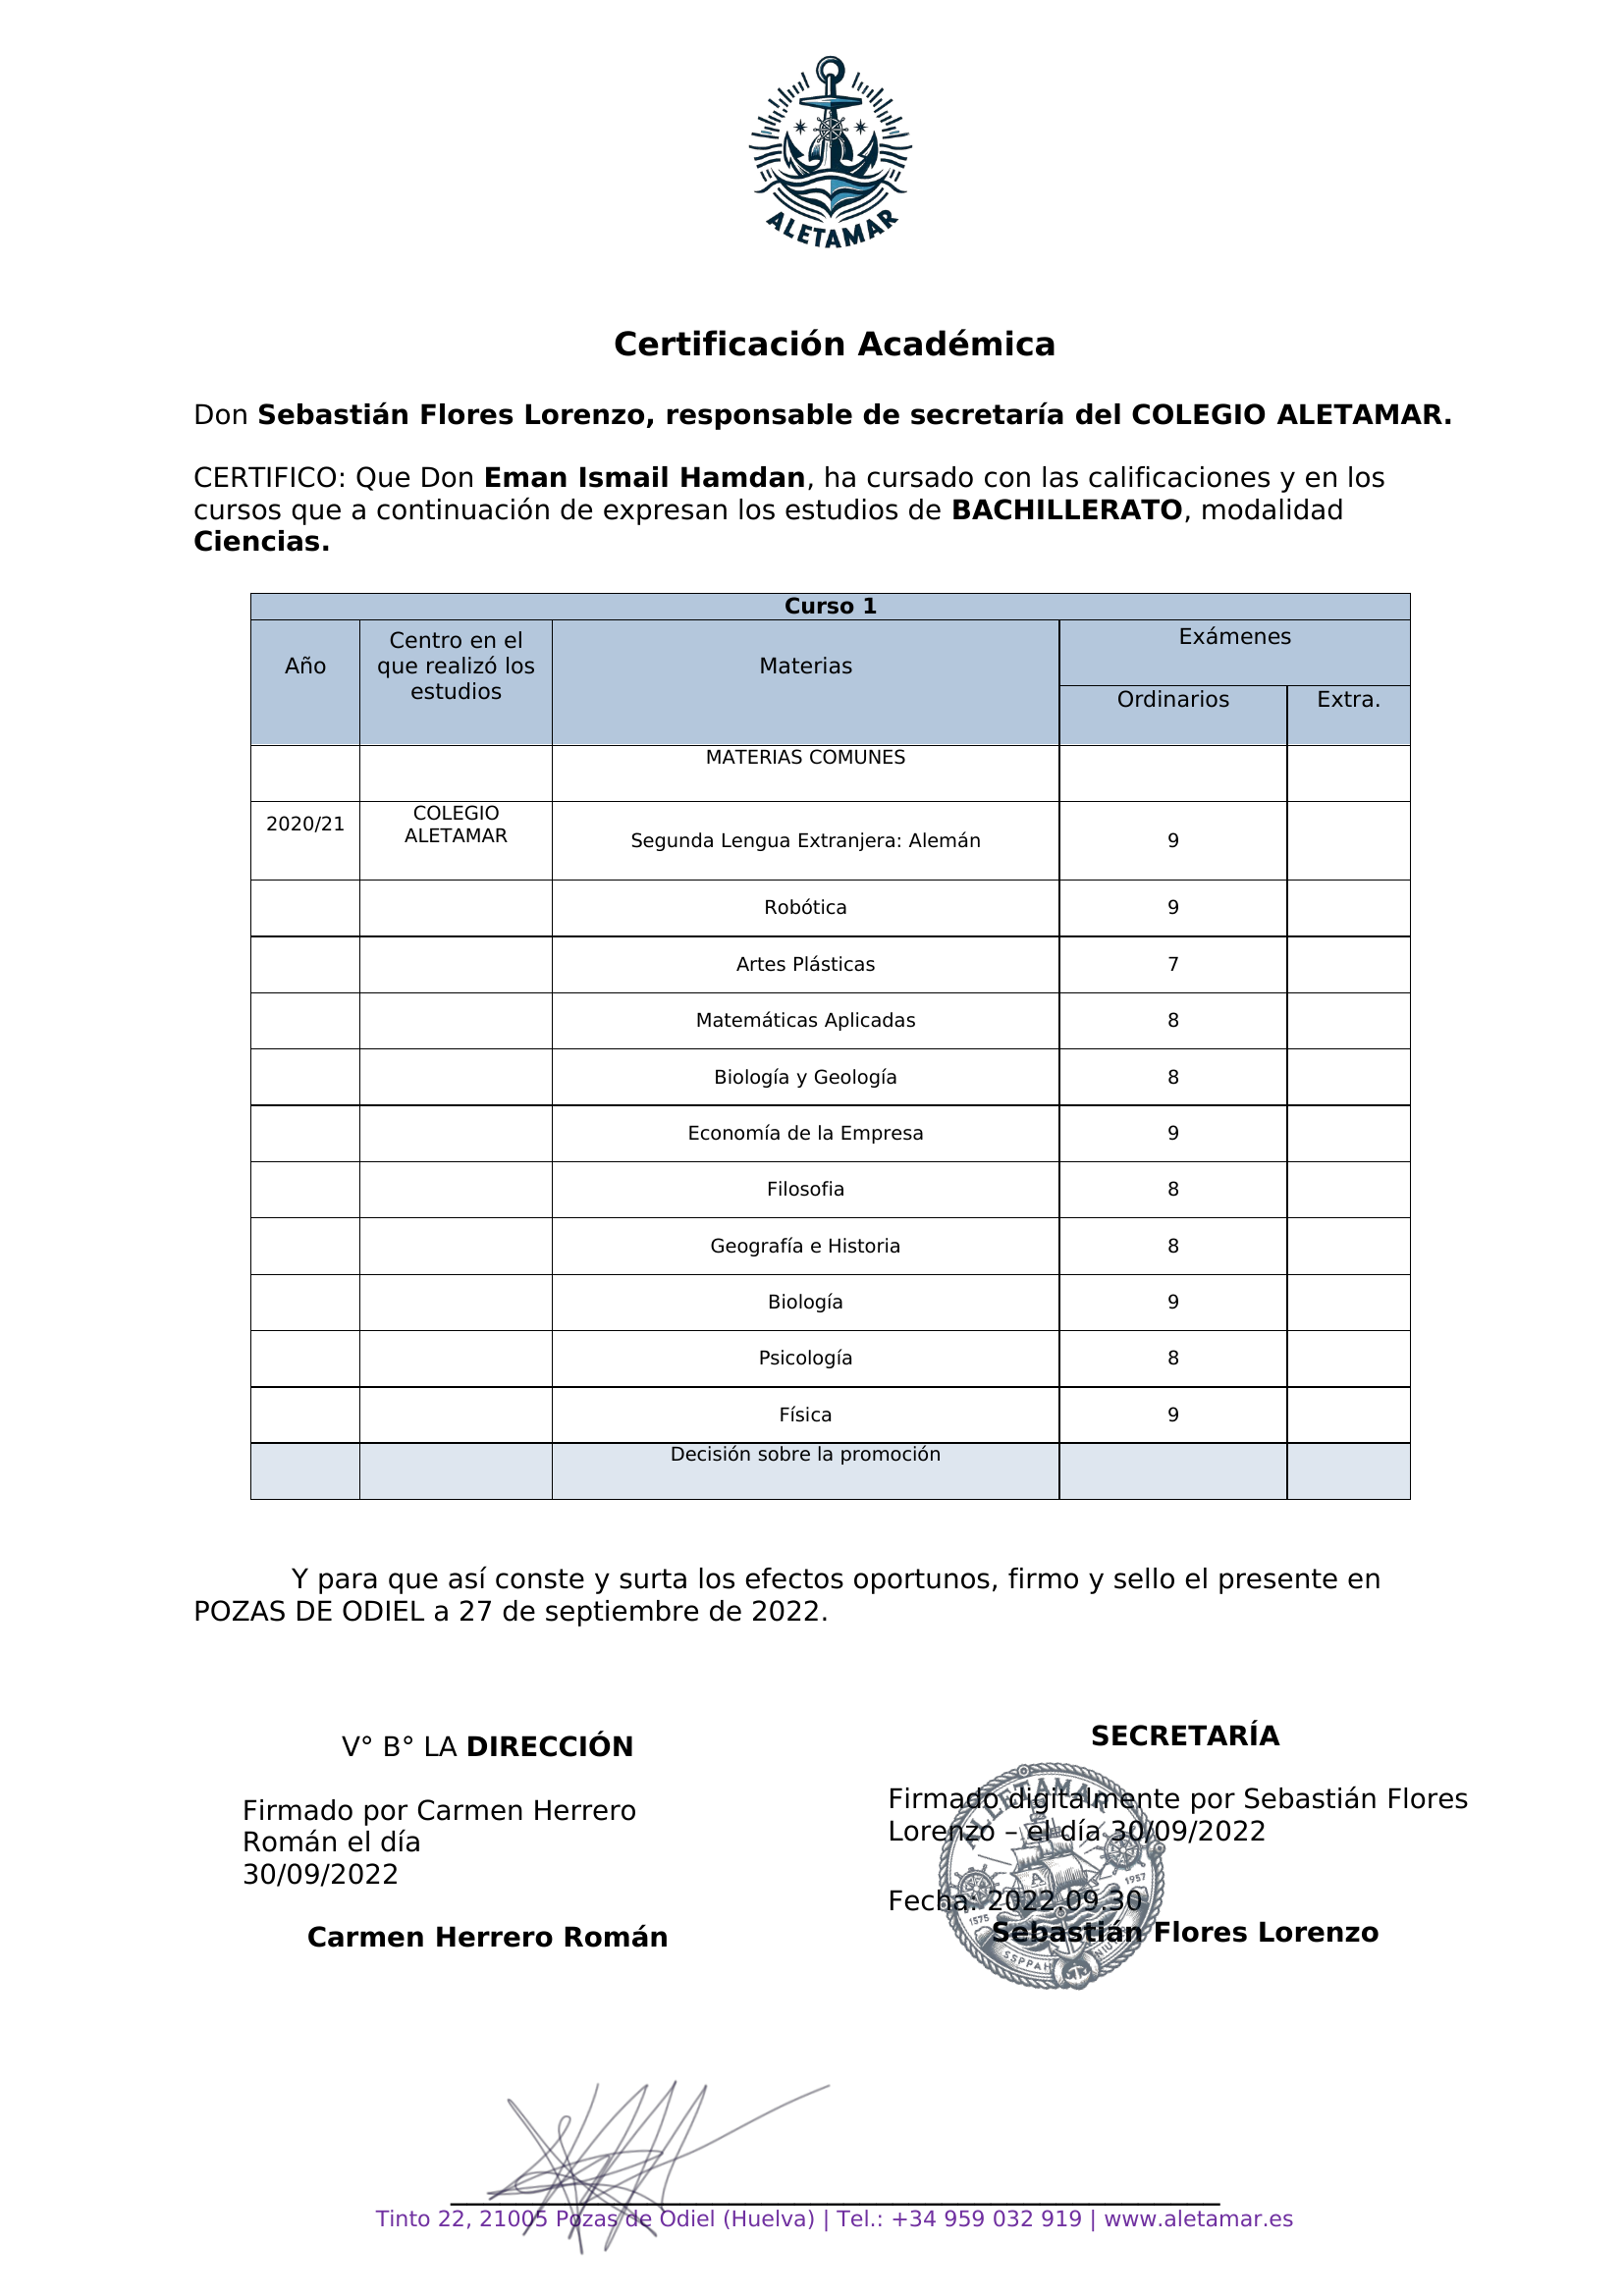 ALETAMAR
Certificación Académica
Don Sebastián Flores Lorenzo, responsable de secretaría del COLEGIO ALETAMAR.
CERTIFICO: Que Don Eman Ismail Hamdan, ha cursado con las calificaciones y en los
cursos que a continuación de expresan los estudios de BACHILLERATO, modalidad
Ciencias.
Curso 1
Año
Centro en el
que realizó los
estudios
Materias
Exámenes
Ordinarios
Extra.
MATERIAS COMUNES
2020/21
COLEGIO
ALETAMAR
Segunda Lengua Extranjera: Alemán
9
Robótica
9
Artes Plásticas
7
Matemáticas Aplicadas
8
Biología y Geología
8
Economía de la Empresa
9
Filosofia
8
Geografía e Historia
8
Biología
9
Psicología
8
Física
9
Decisión sobre la promoción
Y para que así conste y surta los efectos oportunos, firmo y sello el presente en
POZAS DE ODIEL a 27 de septiembre de 2022.
V° B° LA DIRECCIÓN
Firmado por Carmen Herrero
Román el día
30/09/2022
Carmen Herrero Román
SECRETARÍA
Firmado digitalmente por Sebastián Flores
Lorenzo – el día 30/09/2022
Fecha: 2022.09.30
Sebastián Flores Lorenzo
ALLETAMAR
A
1575
1957
Tinto 22, 21005 Pozas de Odiel (Huelva) | Tel.: +34 959 032 919 | www.aletamar.es